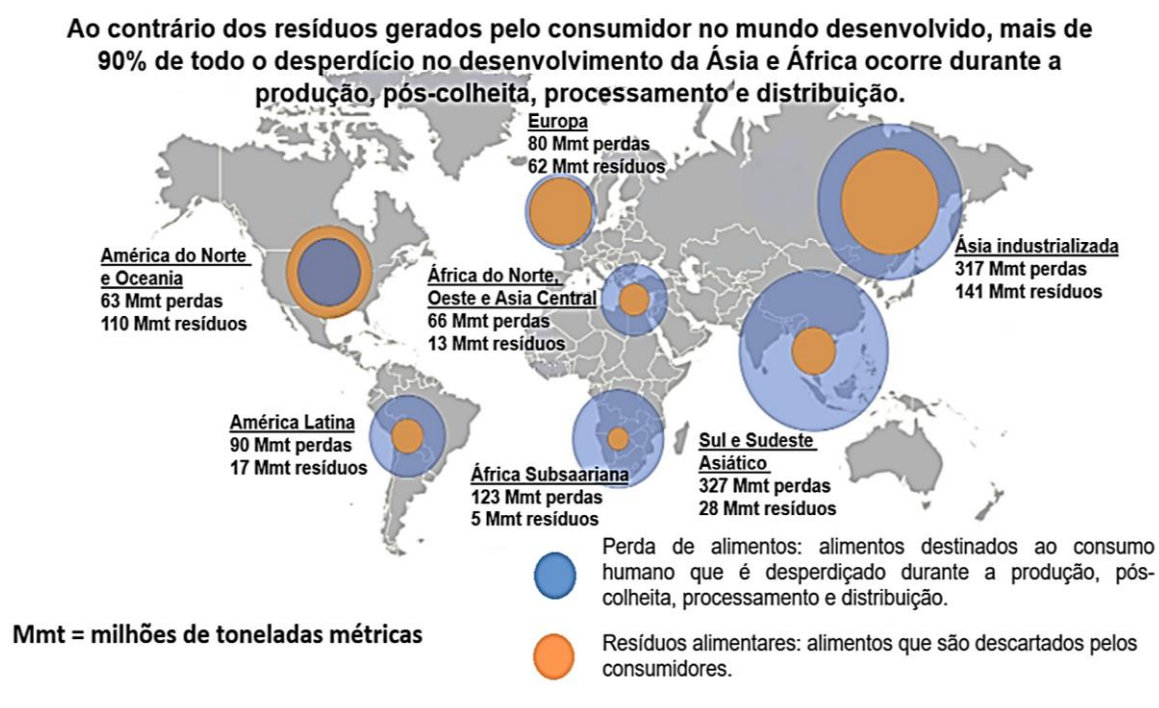 Ao contrário dos resíduos gerados pelo consumidor no mundo desenvolvido, mais de
90% de todo o desperdício no desenvolvimento da Ásia e África ocorre durante a
produção, pós-colheita, processamento e distribuição.
Europa
80 Mmt perdas
62 Mmt resíduos
América do Norte
e Oceania
63 Mmt perdas
110 Mmt resíduos
África do Norte,
Oeste e Asia Central
66 Mmt perdas
13 Mmt resíduos
Ásia industrializada
317 Mmt perdas
141 Mmt resíduos
América Latina
90 Mmt perdas
17 Mmt resíduos
África Subsaariana
123 Mmt perdas
5 Mmt resíduos
Sul e Sudeste
Asiático
327 Mmt perdas
28 Mmt resíduos
Perda de alimentos: alimentos destinados ao consumo
humano que é desperdiçado durante a produção, pós-
colheita, processamento e distribuição.
Mmt = milhões de toneladas métricas
Resíduos alimentares: alimentos que são descartados pelos
consumidores.